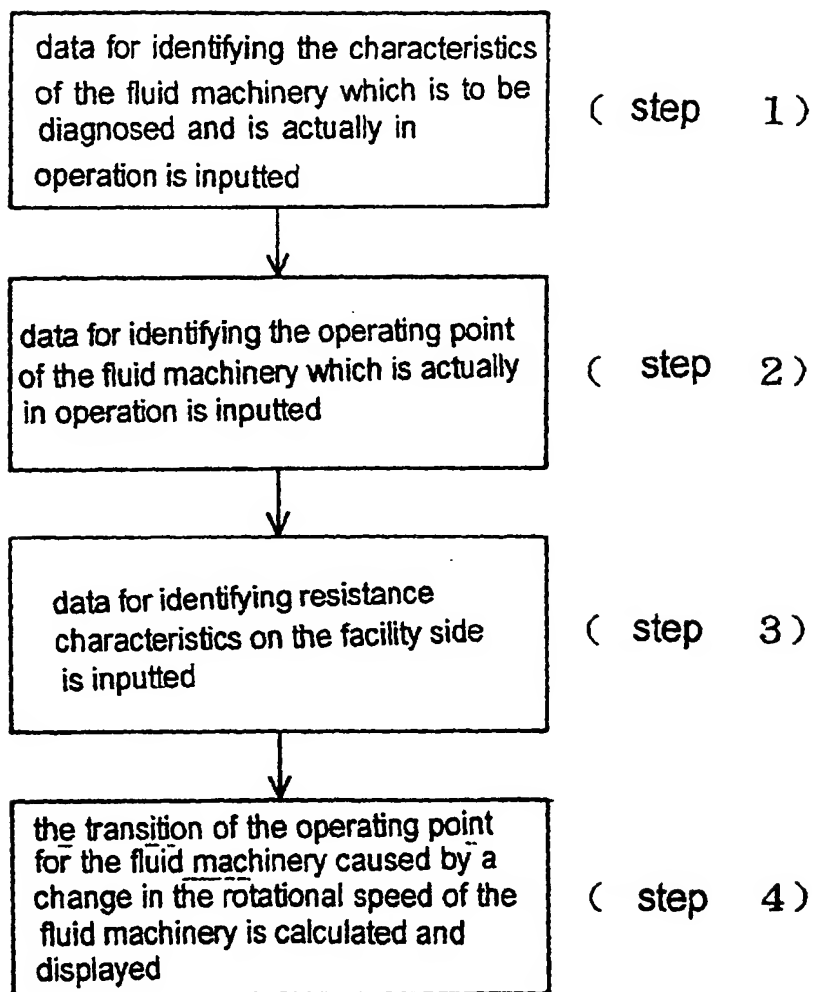 data for identifying the characteristics
of the fluid machinery which is to be
diagnosed and is actually in
operation is inputted
( step 1 )
data for identifying the operating point
of the fluid machinery which is actually
in operation is inputted
( step 2 )
data for identifying resistance
characteristics on the facility side
is inputted
( step 3 )
the transition of the operating point
for the fluid machinery caused by a
change in the rotational speed of the
fluid machinery is calculated and
displayed
( step 4 )